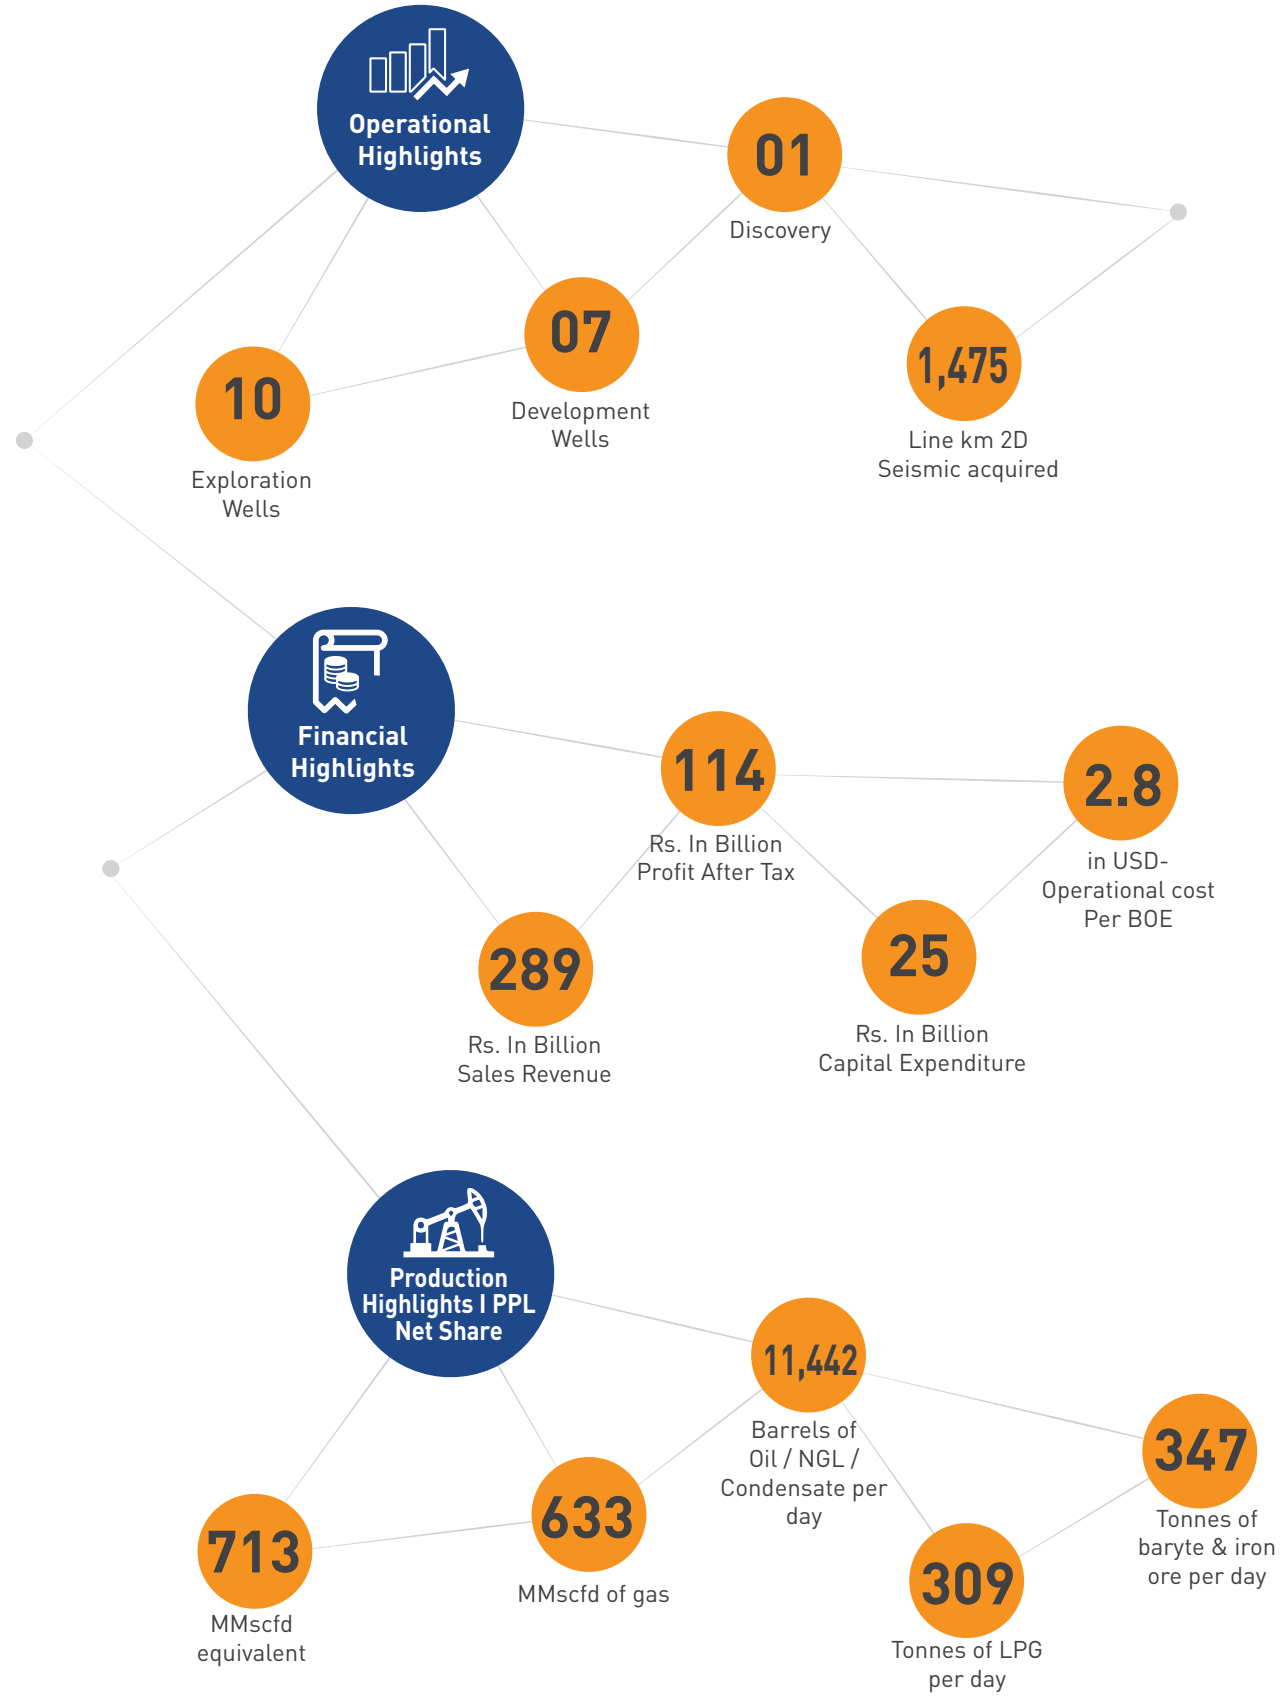 Operational
Highlights
01
Discovery
07
Development
Wells
1,475
Line km 2D
Seismic acquired
10
Exploration
Wells
Financial
Highlights
114
Rs. In Billion
Profit After Tax
2.8
in USD-
Operational cost
Per BOE
289
Rs. In Billion
Sales Revenue
25
Rs. In Billion
Capital Expenditure
Production
Highlights I PPL
Net Share
11,442
Barrels of
Oil / NGL /
Condensate per
day
347
Tonnes of
baryte & iron
ore per day
713
MMscfd
equivalent
633
MMscfd of gas
309
Tonnes of LPG
per day